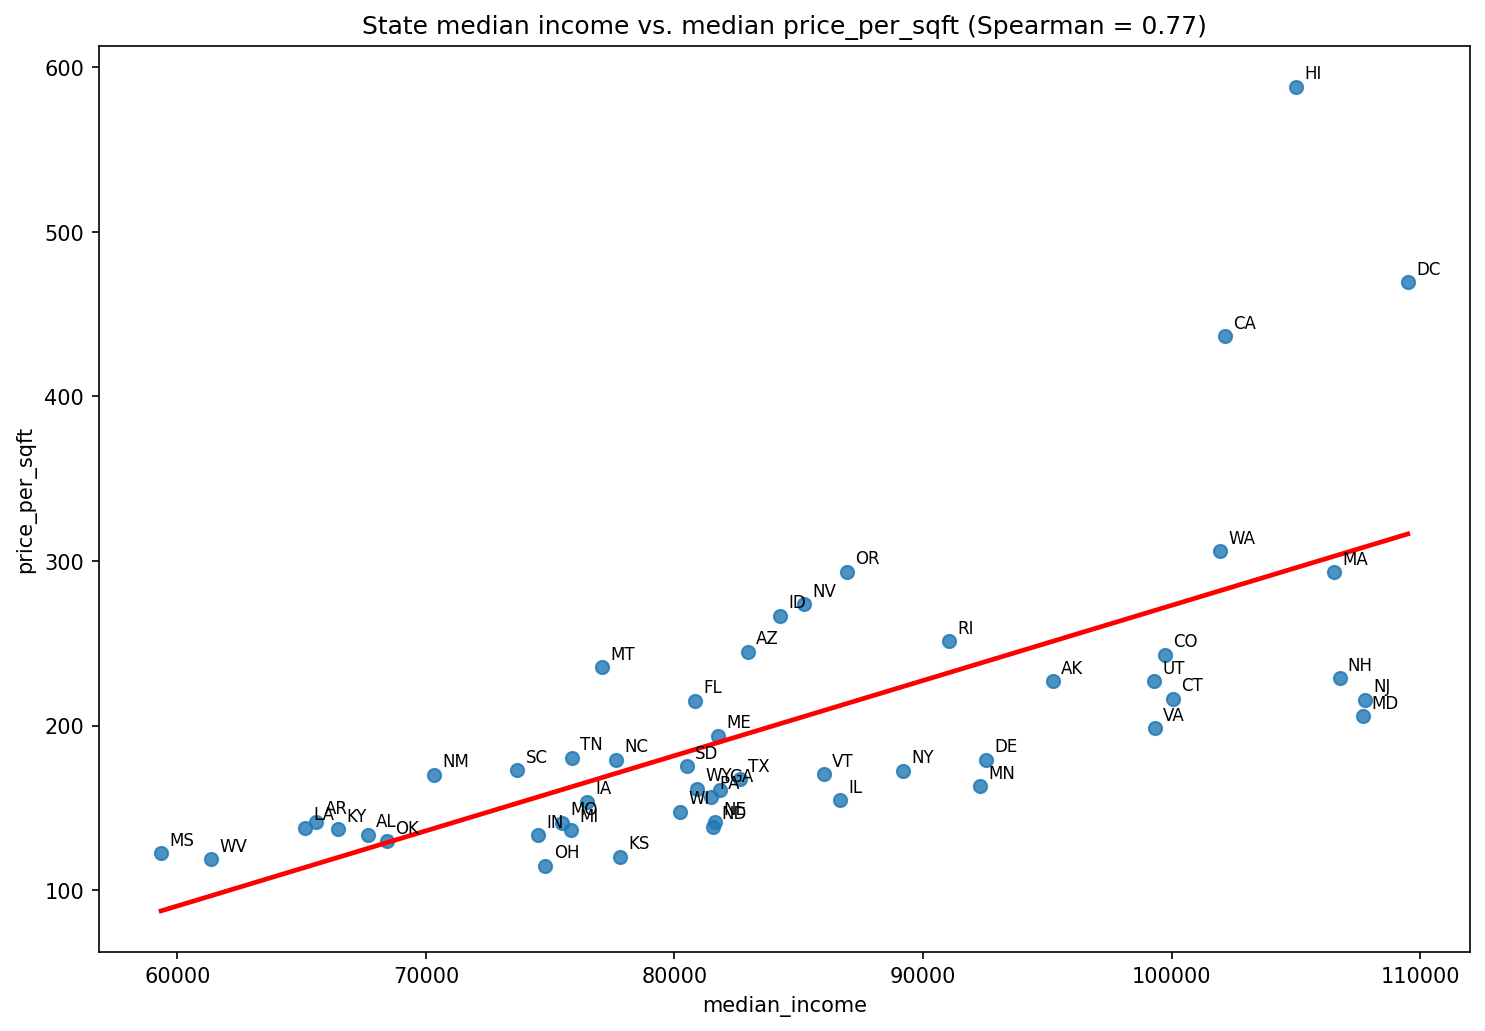 State median income vs. median price_per_sqft (Spearman = 0.77)
600
HI
500
DC
CA
400
price_per_sqft
300
WA
OR
MA
NV
ID
RI
AZ
CO
MT
NH
AK
UT
FL
CT
NJ
MD
VA
200
ME
NC
TN
SD
DE
SC
NM
TX
VT
NY
WY
GA
PA
MN
IA
IL
WI
AR
LA
KY
MO
MI
NE
ND
AL
OK
IN
MS
WV
KS
OH
100
60000 70000 80000 90000 100000 110000
median_income